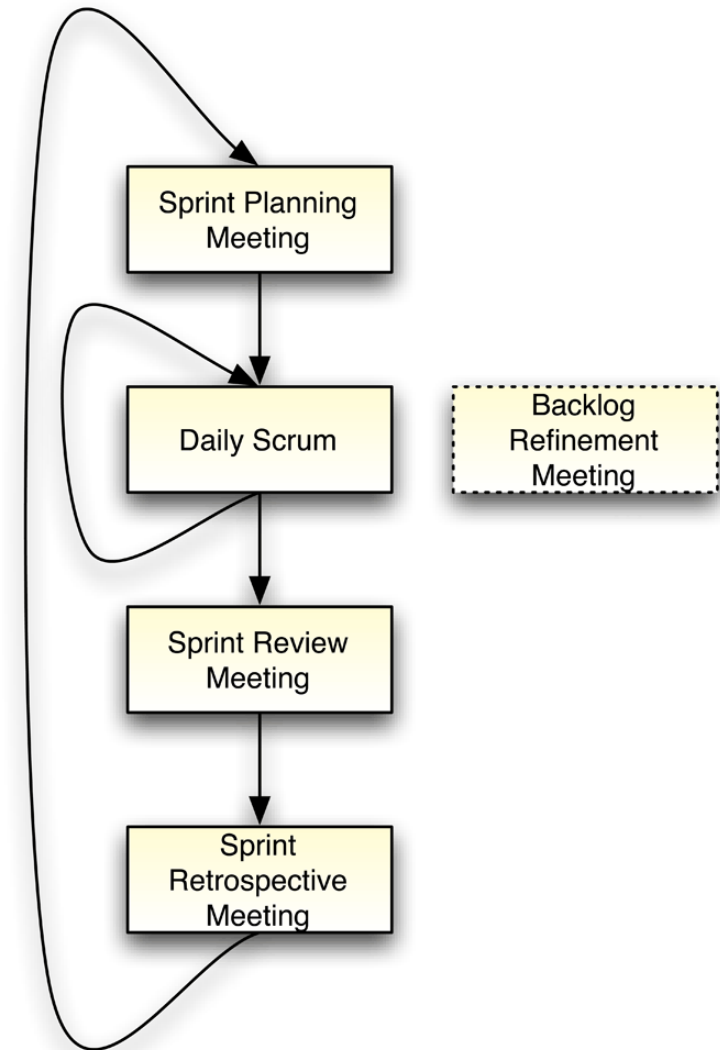 Sprint Planning
Meeting
Daily Scrum
Backlog
Refinement
Meeting
Sprint Review
Meeting
Sprint
Retrospective
Meeting